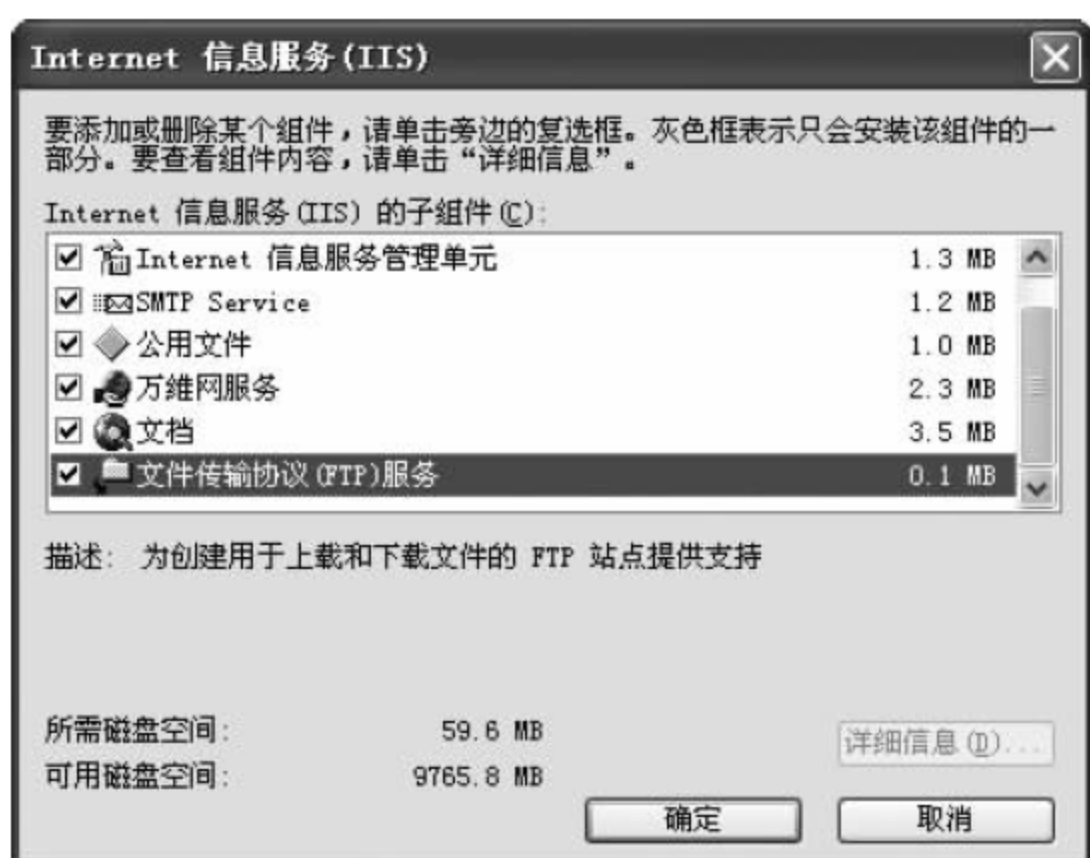 Internet 信息服务(IIS)
要添加或删除某个组件，请单击旁边的复选框。灰色框表示只会安装该组件的一
部分。要查看组件内容，请单击“详细信息”。
Internet 信息服务(IIS) 的子组件(C):
Internet 信息服务管理单元 1.3 MB
SMTP Service 1.2 MB
公用文件 1.0 MB
万维网服务 2.3 MB
文档 3.5 MB
文件传输协议(FTP)服务 0.1 MB
描述: 为创建用于上载和下载文件的 FTP 站点提供支持
所需磁盘空间: 59.6 MB
详细信息(D)...
可用磁盘空间: 9765.8 MB
确定 取消